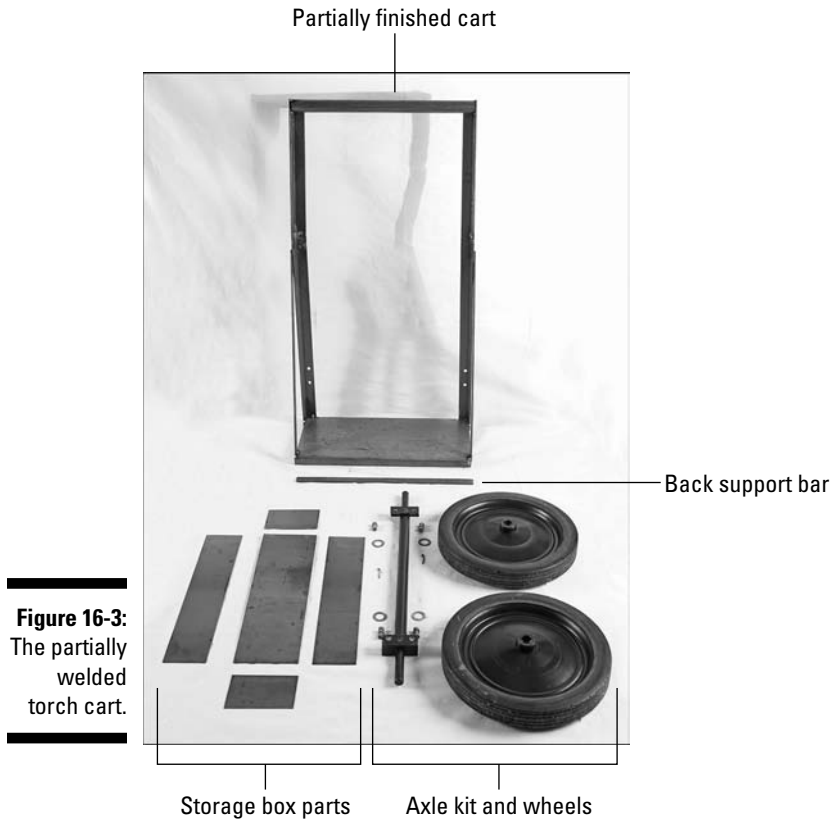 Partially finished cart
Back support bar
Figure 16-3:
The partially
welded
torch cart.
Storage box parts
Axle kit and wheels